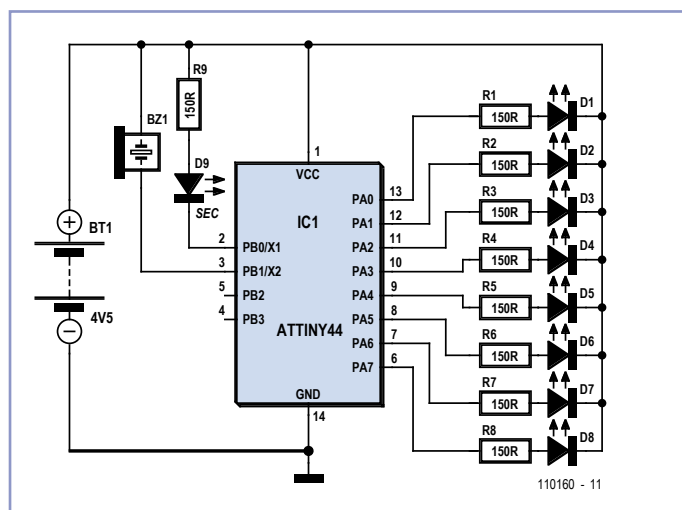 R9
150R
BZ1
D9
SEC
BT1
4V5
1
VCC
IC1
ATTINY44
GND
14
2 PB0/X1
3 PB1/X2
5 PB2
4 PB3
PA0 13
PA1 12
PA2 11
PA3 10
PA4 9
PA5 8
PA6 7
PA7 6
R1 D1
150R
R2 D2
150R
R3 D3
150R
R4 D4
150R
R5 D5
150R
R6 D6
150R
R7 D7
150R
R8 D8
150R
110160 - 11